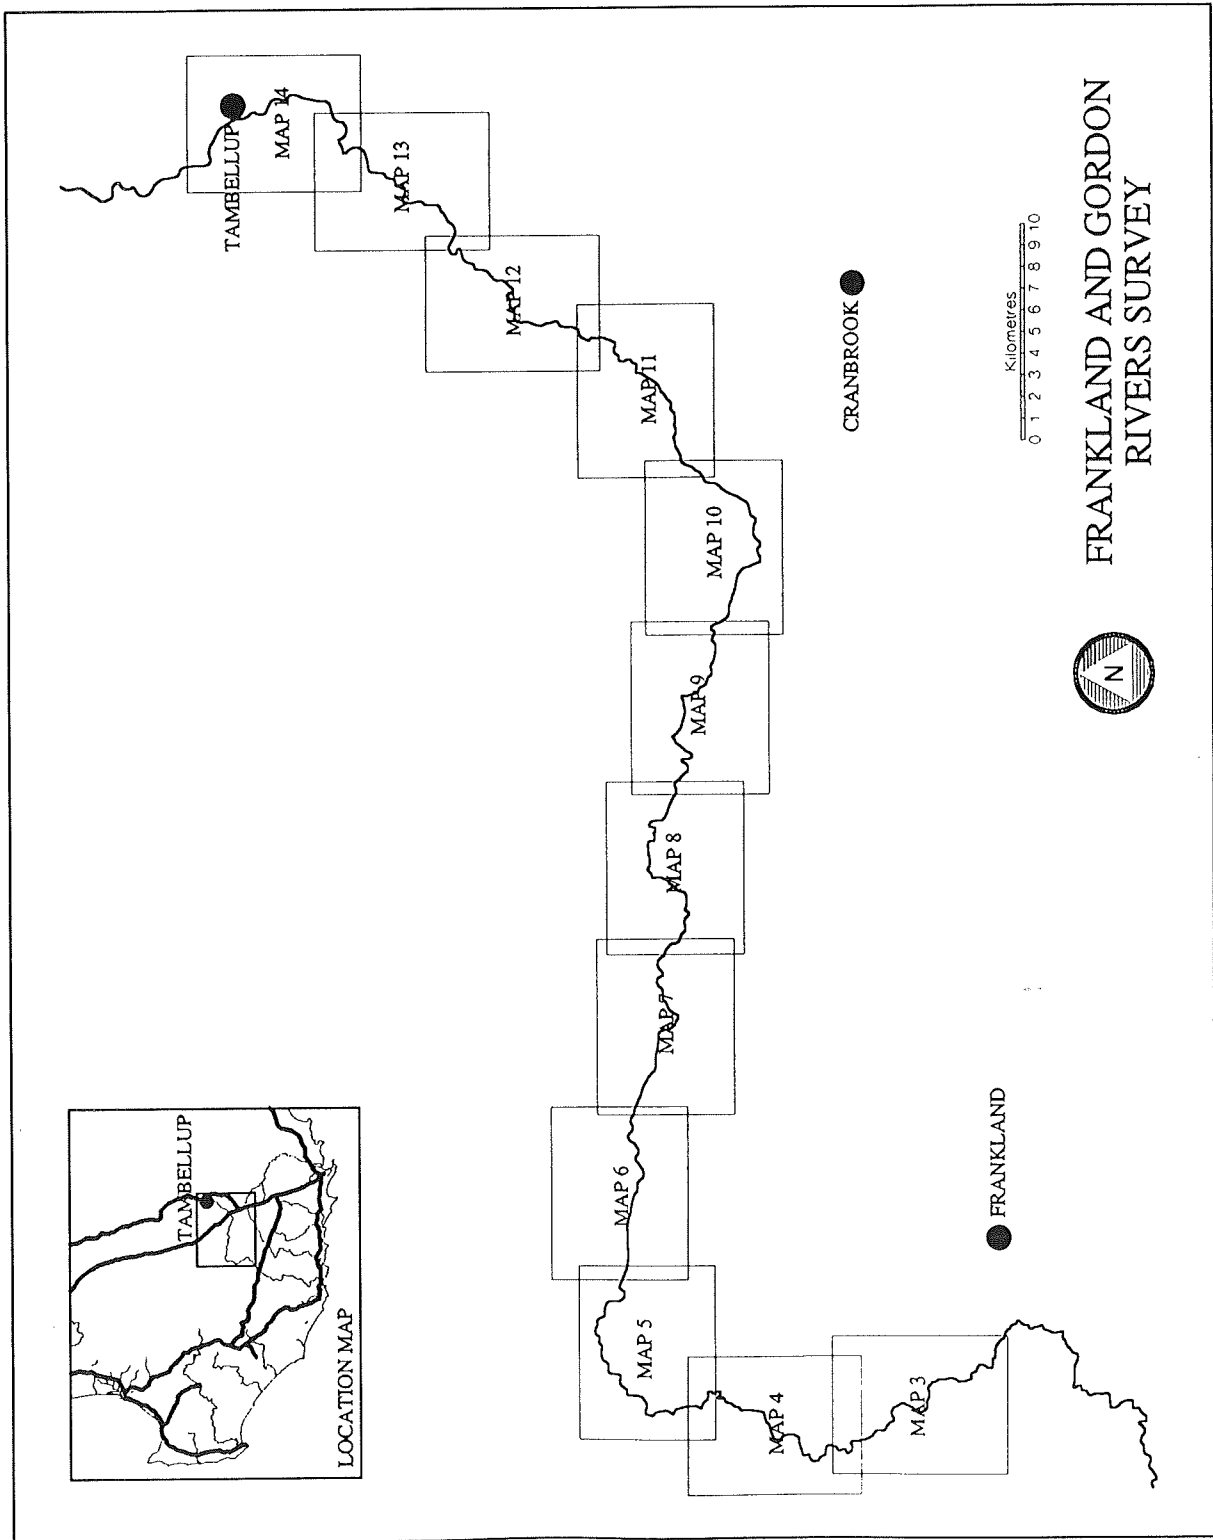 TAMBELLUP
LOCATION MAP
TAMBELLUP
MAP 14
MAP 13
MAP 12
MAP 11
MAP 10
MAP 9
MAP 8
MAP 7
MAP 6
MAP 5
MAP 4
MAP 3
CRANBROOK
FRANKLAND
Kilometres
0 1 2 3 4 5 6 7 8 9 10
N
FRANKLAND AND GORDON
RIVERS SURVEY